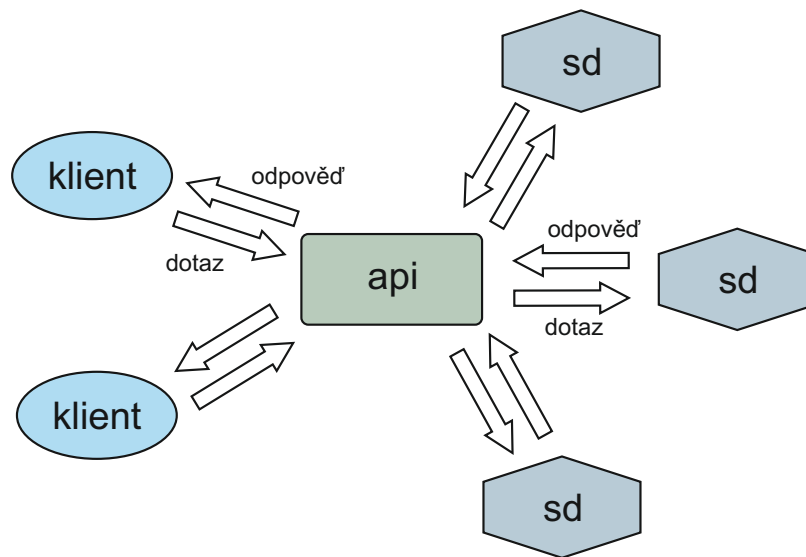 sd
klient
odpověď
dotaz
api
odpověď
sd
dotaz
klient
sd